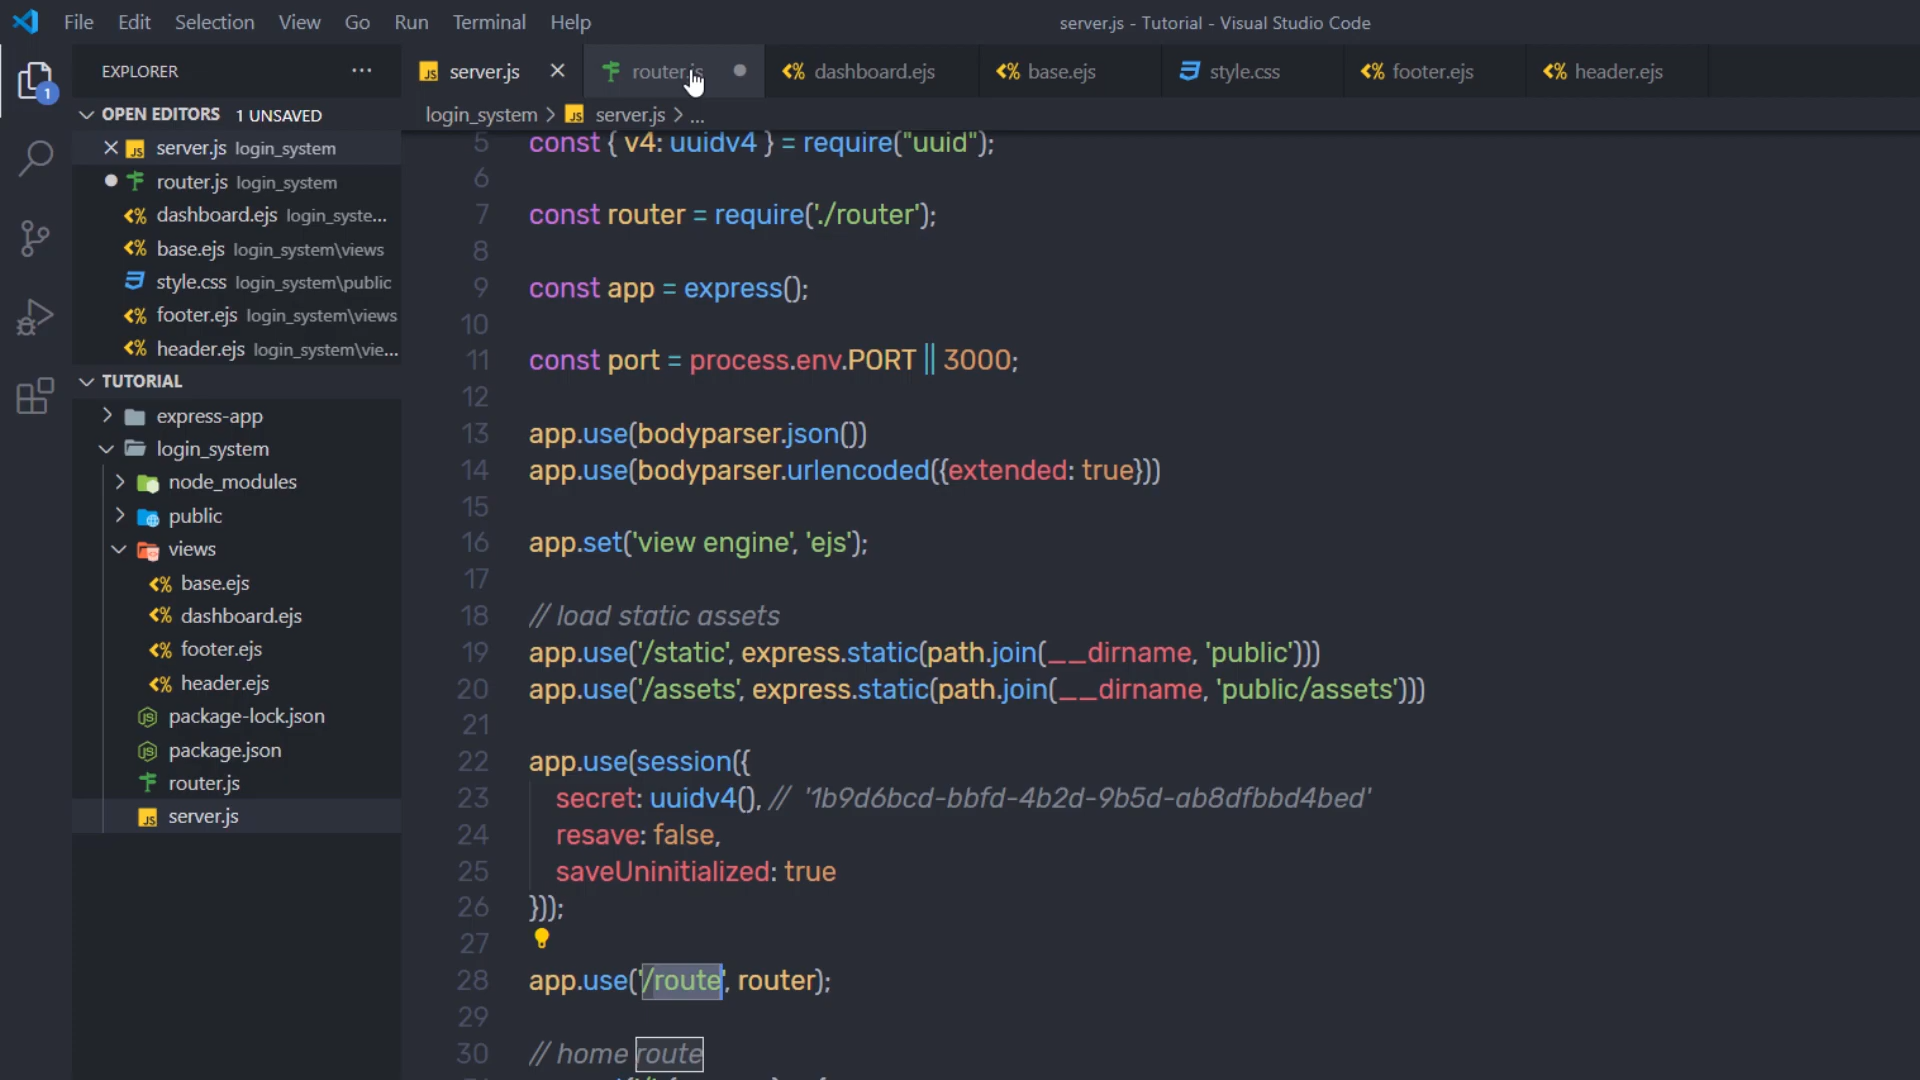 File Edit Selection View Go Run Terminal Help
server.js - Tutorial - Visual Studio Code
EXPLORER
server.js
router.js
dashboard.ejs
base.ejs
style.css
footer.ejs
header.ejs
OPEN EDITORS 1 UNSAVED
login_system > server.js > ...
server.js login_system
router.js login_system
dashboard.ejs login_syste...
base.ejs login_system\views
style.css login_system\public
footer.ejs login_system\views
header.ejs login_system\vie...
TUTORIAL
express-app
login_system
node_modules
public
views
base.ejs
dashboard.ejs
footer.ejs
header.ejs
package-lock.json
package.json
router.js
server.js
1
5 const { v4: uuidv4 } = require("uuid");
6
7 const router = require('./router');
8
9 const app = express();
10
11 const port = process.env.PORT || 3000;
12
13 app.use(bodyparser.json())
14 app.use(bodyparser.urlencoded({extended: true}))
15
16 app.set('view engine', 'ejs');
17
18 // load static assets
19 app.use('/static', express.static(path.join(__dirname, 'public')))
20 app.use('/assets', express.static(path.join(__dirname, 'public/assets')))
21
22 app.use(session({
23 secret: uuidv4(), // '1b9d6bcd-bbfd-4b2d-9b5d-ab8dfbbd4bed'
24 resave: false,
25 saveUninitialized: true
26 }));
27
28 app.use('/route', router);
29
30 // home route